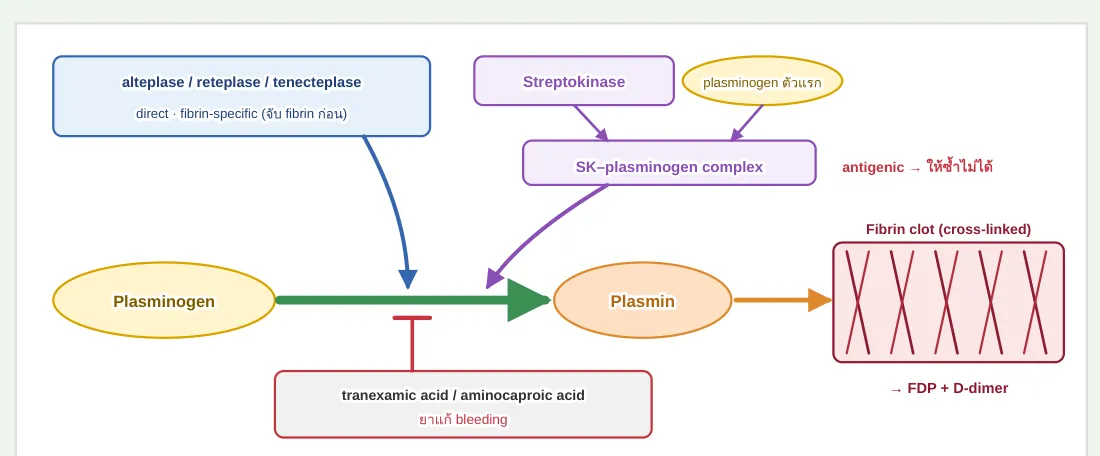 alteplase / reteplase / tenecteplase
direct · fibrin-specific (จับ fibrin ก่อน)
Streptokinase
plasminogen ตัวแรก
SK–plasminogen complex
antigenic → ให้ซ้ำไม่ได้
Fibrin clot (cross-linked)
Plasminogen
Plasmin
→ FDP + D-dimer
tranexamic acid / aminocaproic acid
ยาแก้ bleeding